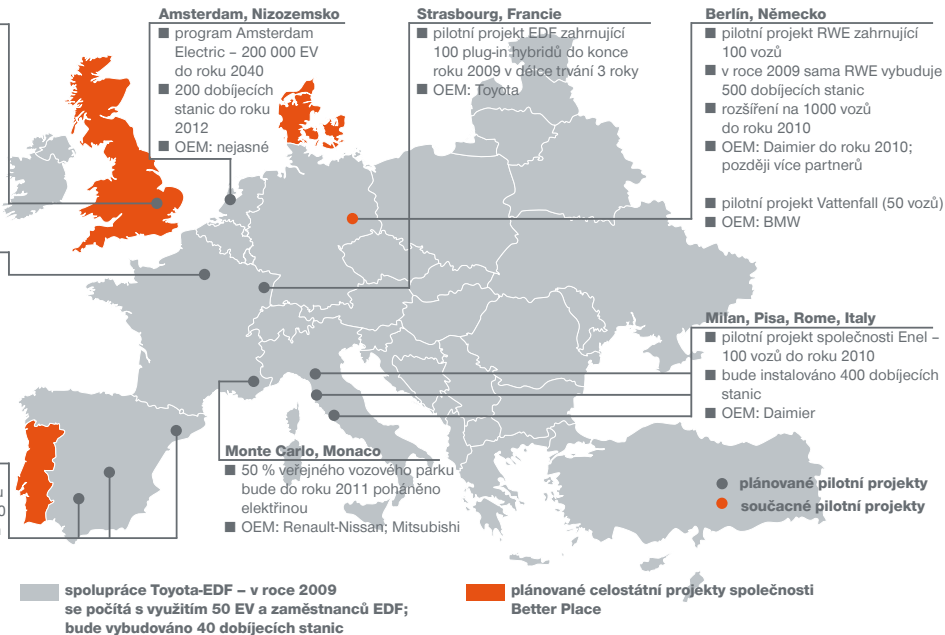 Amsterdam, Nizozemsko
■ program Amsterdam
Electric – 200 000 EV
do roku 2040
■ 200 dobíjecích
stanic do roku
2012
■ OEM: nejasné
Strasbourg, Francie
■ pilotní projekt EDF zahrnující
100 plug-in hybridů do konce
roku 2009 v délce trvání 3 roky
■ OEM: Toyota
Berlín, Německo
■ pilotní projekt RWE zahrnující
100 vozů
■ v roce 2009 sama RWE vybuduje
500 dobíjecích stanic
■ rozšíření na 1000 vozů
do roku 2010
■ OEM: Daimier do roku 2010;
později více partnerů
■ pilotní projekt Vattenfall (50 vozů)
■ OEM: BMW
Milan, Pisa, Rome, Italy
■ pilotní projekt společnosti Enel –
100 vozů do roku 2010
■ bude instalováno 400 dobíjecích
stanic
■ OEM: Daimier
Monte Carlo, Monaco
■ 50 % veřejného vozového parku
bude do roku 2011 poháněno
elektřinou
■ OEM: Renault-Nissan; Mitsubishi
plánované pilotní projekty
součacné pilotní projekty
spolupráce Toyota-EDF – v roce 2009
se počítá s využitím 50 EV a zaměstnanců EDF;
bude vybudováno 40 dobíjecích stanic
plánované celostátní projekty společnosti
Better Place